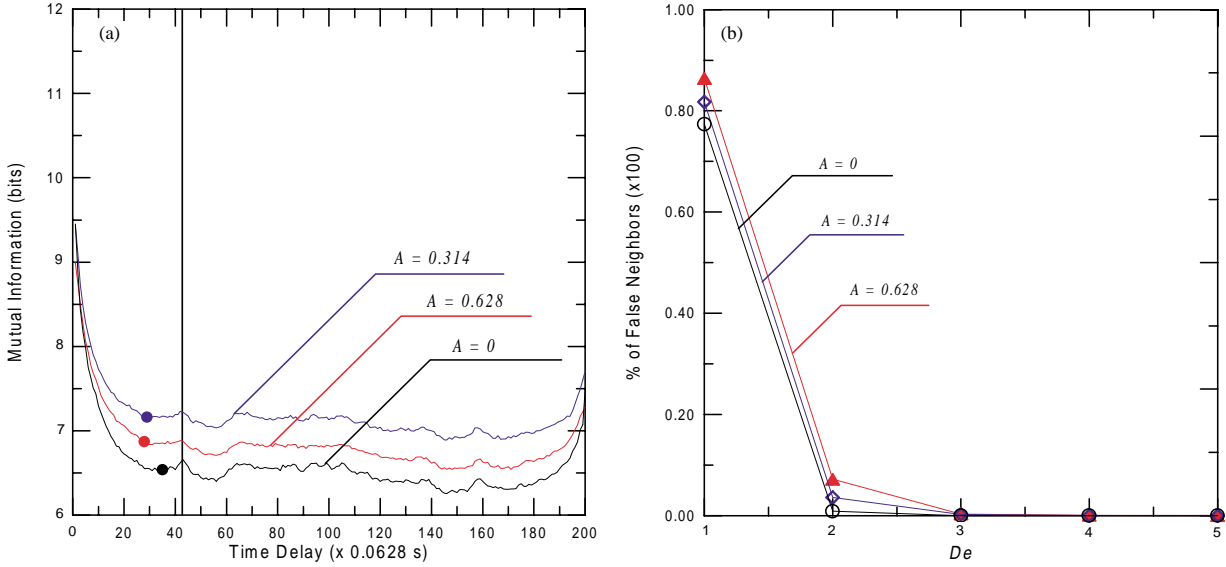 (a)
12
11
10
9
8
7
6
Mutual Information (bits)
A = 0.314
A = 0.628
A = 0
0 20 40 60 80 100 120 140 160 180 200
Time Delay (x 0.0628 s)
(b)
1.00
0.80
0.60
0.40
0.20
0.00
% of False Neighbors (x100)
A = 0
A = 0.314
A = 0.628
1 2 3 4 5
De